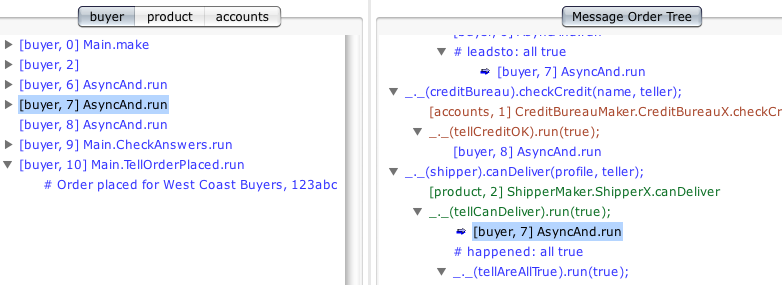 buyer product accounts
[buyer, 0] Main.make
[buyer, 2]
[buyer, 6] AsyncAnd.run
[buyer, 7] AsyncAnd.run
[buyer, 8] AsyncAnd.run
[buyer, 9] Main.CheckAnswers.run
[buyer, 10] Main.TellOrderPlaced.run
# Order placed for West Coast Buyers, 123abc
Message Order Tree
# leadsto: all true
[buyer, 7] AsyncAnd.run
_._(creditBureau).checkCredit(name, teller);
[accounts, 1] CreditBureauMaker.CreditBureauX.checkCr
_._(tellCreditOK).run(true);
[buyer, 8] AsyncAnd.run
_._(shipper).canDeliver(profile, teller);
[product, 2] ShipperMaker.ShipperX.canDeliver
_._(tellCanDeliver).run(true);
[buyer, 7] AsyncAnd.run
# happened: all true
_._(tellAreAllTrue).run(true);